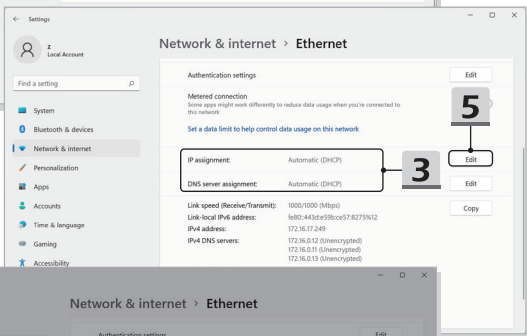 ← Settings
z
Local Account
Find a setting
System
Bluetooth & devices
Network & internet
Personalization
Apps
Accounts
Time & language
Gaming
Accessibility
Network & internet > Ethernet
Authentication settings Edit
Metered connection
Some apps might work differently to reduce data usage when you're connected to
this network
Set a data limit to help control data usage on this network
5
IP assignment: Automatic (DHCP) Edit
3
DNS server assignment: Automatic (DHCP) Edit
Link speed (Receive/Transmit): 1000/1000 (Mbps) Copy
Link-local IPv6 address: fe80::443d:e59b:ce57:8275%12
IPv4 address: 172.16.17.249
IPv4 DNS servers: 172.16.0.12 (Unencrypted)
172.16.0.11 (Unencrypted)
172.16.0.13 (Unencrypted)
Network & internet > Ethernet
Authentication settings Edit